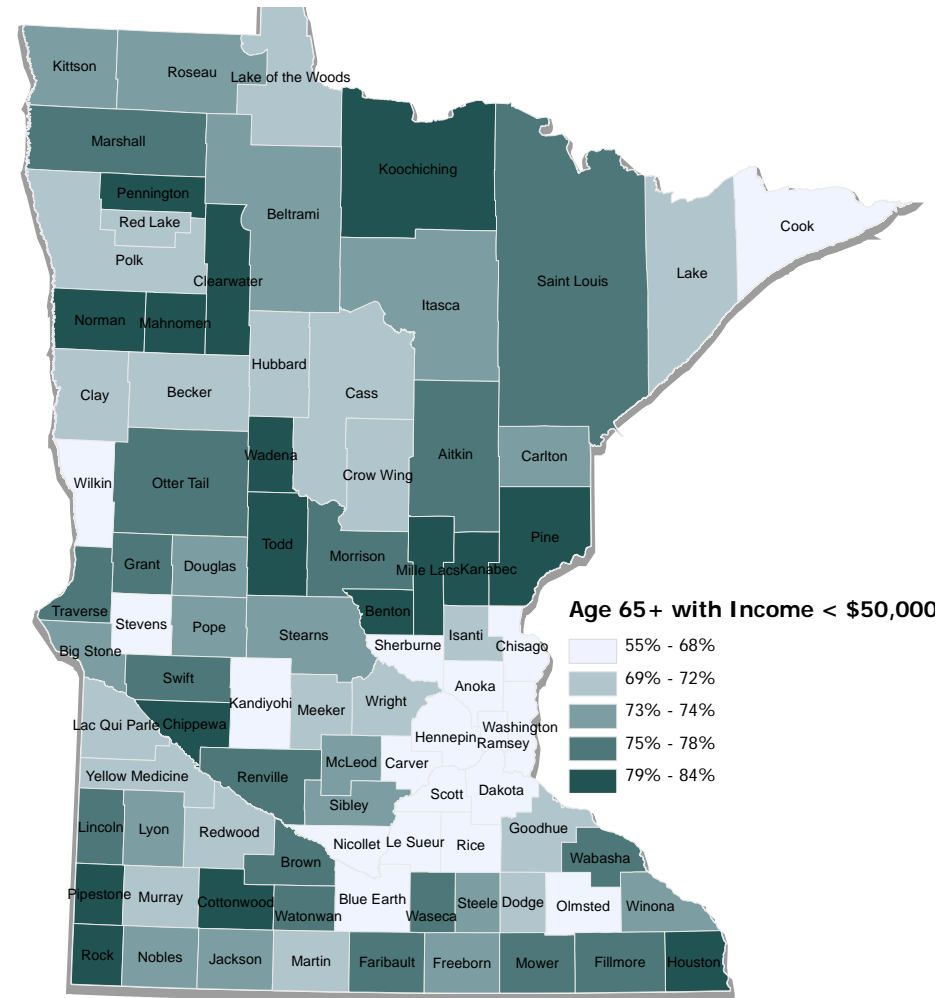 Kittson
Roseau
Lake of the Woods
Marshall
Koochiching
Pennington
Beltrami
Red Lake
Cook
Polk
Clearwater
Saint Louis
Lake
Itasca
Norman
Mahnomen
Hubbard
Cass
Clay
Becker
Wadena
Aitkin
Carlton
Crow Wing
Wilkin
Otter Tail
Todd
Pine
Morrison
Grant
Douglas
Mille Lacs
Kanabec
Traverse
Benton
Age 65+ with Income < $50,000
Stevens
Pope
Stearns
Isanti
Sherburne
Chisago
55% - 68%
Big Stone
Swift
Anoka
69% - 72%
Kandiyohi
Meeker
Wright
Lac Qui Parle
Chippewa
Washington
73% - 74%
Hennepin
Ramsey
75% - 78%
McLeod
Carver
Yellow Medicine
Renville
79% - 84%
Dakota
Scott
Sibley
Lincoln
Lyon
Redwood
Goodhue
Nicollet
Le Sueur
Rice
Brown
Wabasha
Pipestone
Murray
Cottonwood
Blue Earth
Steele
Dodge
Olmsted
Winona
Watonwan
Waseca
Rock
Nobles
Jackson
Martin
Faribault
Freeborn
Mower
Fillmore
Houston